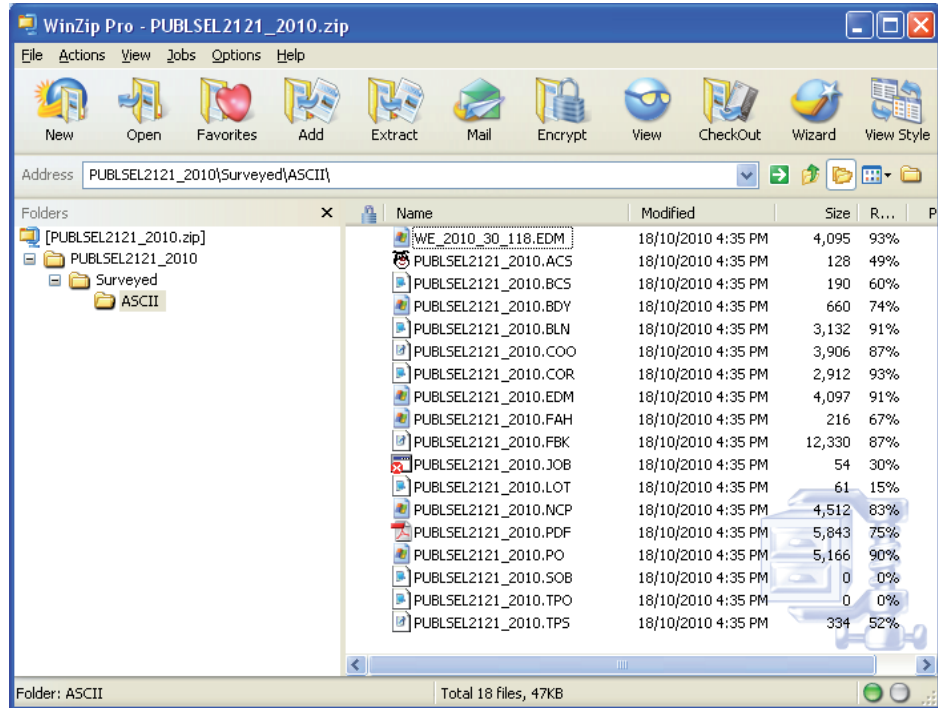 WinZip Pro - PUBLSEL2121_2010.zip
File Actions View Jobs Options Help
New Open Favorites Add Extract Mail Encrypt View CheckOut Wizard View Style
Address PUBLSEL2121_2010\Surveyed\ASCII\
Folders x Name Modified Size R... P
[PUBLSEL2121_2010.zip]
PUBLSEL2121_2010
Surveyed
ASCII
WE_2010_30_118.EDM 18/10/2010 4:35 PM 4,095 93%
PUBLSEL2121_2010.ACS 18/10/2010 4:35 PM 128 49%
PUBLSEL2121_2010.BCS 18/10/2010 4:35 PM 190 60%
PUBLSEL2121_2010.BDY 18/10/2010 4:35 PM 660 74%
PUBLSEL2121_2010.BLN 18/10/2010 4:35 PM 3,132 91%
PUBLSEL2121_2010.COO 18/10/2010 4:35 PM 3,906 87%
PUBLSEL2121_2010.COR 18/10/2010 4:35 PM 2,912 93%
PUBLSEL2121_2010.EDM 18/10/2010 4:35 PM 4,097 91%
PUBLSEL2121_2010.FAH 18/10/2010 4:35 PM 216 67%
PUBLSEL2121_2010.FBK 18/10/2010 4:35 PM 12,330 87%
PUBLSEL2121_2010.JOB 18/10/2010 4:35 PM 54 30%
PUBLSEL2121_2010.LOT 18/10/2010 4:35 PM 61 15%
PUBLSEL2121_2010.NCP 18/10/2010 4:35 PM 4,512 83%
PUBLSEL2121_2010.PDF 18/10/2010 4:35 PM 5,843 75%
PUBLSEL2121_2010.PO 18/10/2010 4:35 PM 5,166 90%
PUBLSEL2121_2010.SOB 18/10/2010 4:35 PM 0 0%
PUBLSEL2121_2010.TPO 18/10/2010 4:35 PM 0 0%
PUBLSEL2121_2010.TPS 18/10/2010 4:35 PM 334 52%
Folder: ASCII Total 18 files, 47KB